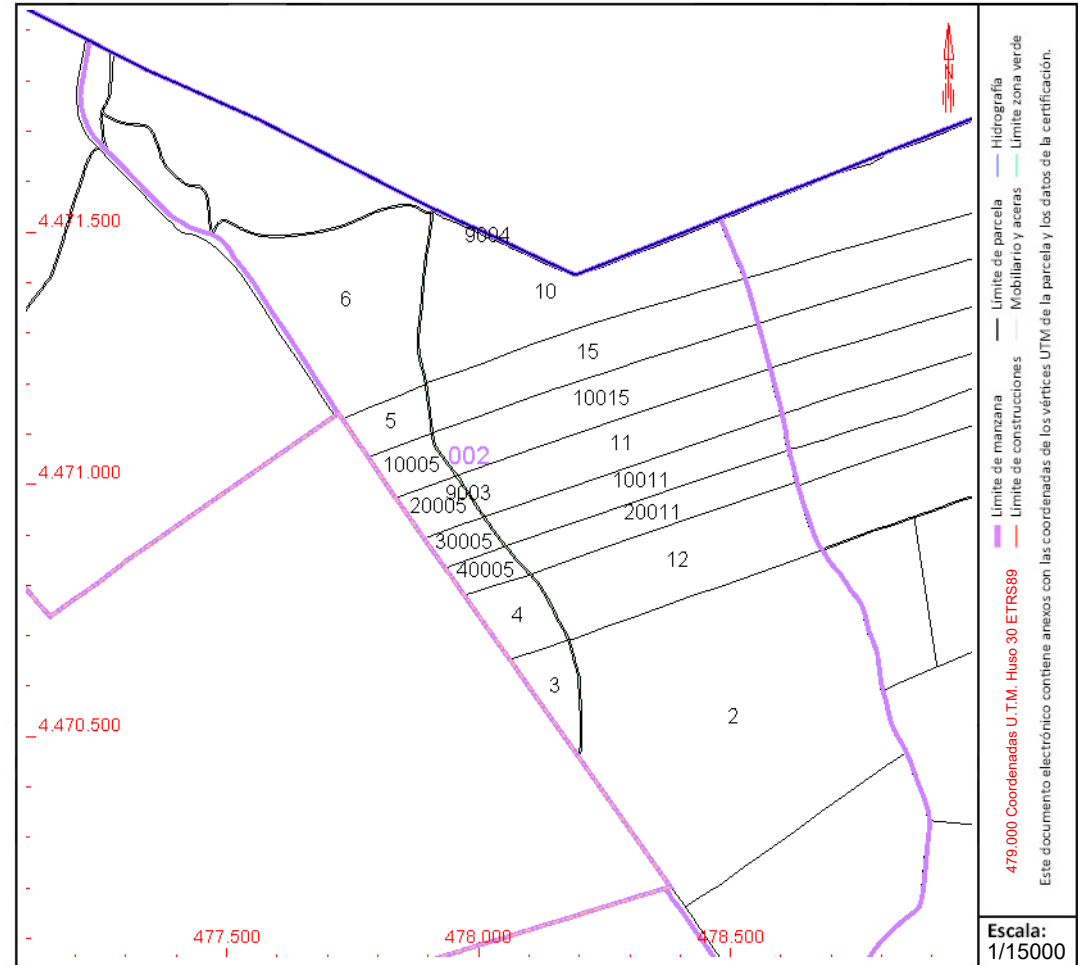 N
4.471.500
9004
6
10
15
10015
5
002
11
10005
4.471.000
9003
10011
20005
20011
30005
12
40005
4
3
4.470.500
2
477.500
478.000
478.500
Límite de manzana
Límite de parcela
Hidrografía
479.000 Coordenadas U.T.M. Huso 30 ETRS89
Límite de construcciones
Mobiliario y aceras
Límite zona verde
Este documento electrónico contiene anexos con las coordenadas de los vértices UTM de la parcela y los datos de la certificación.
Escala:
1/15000